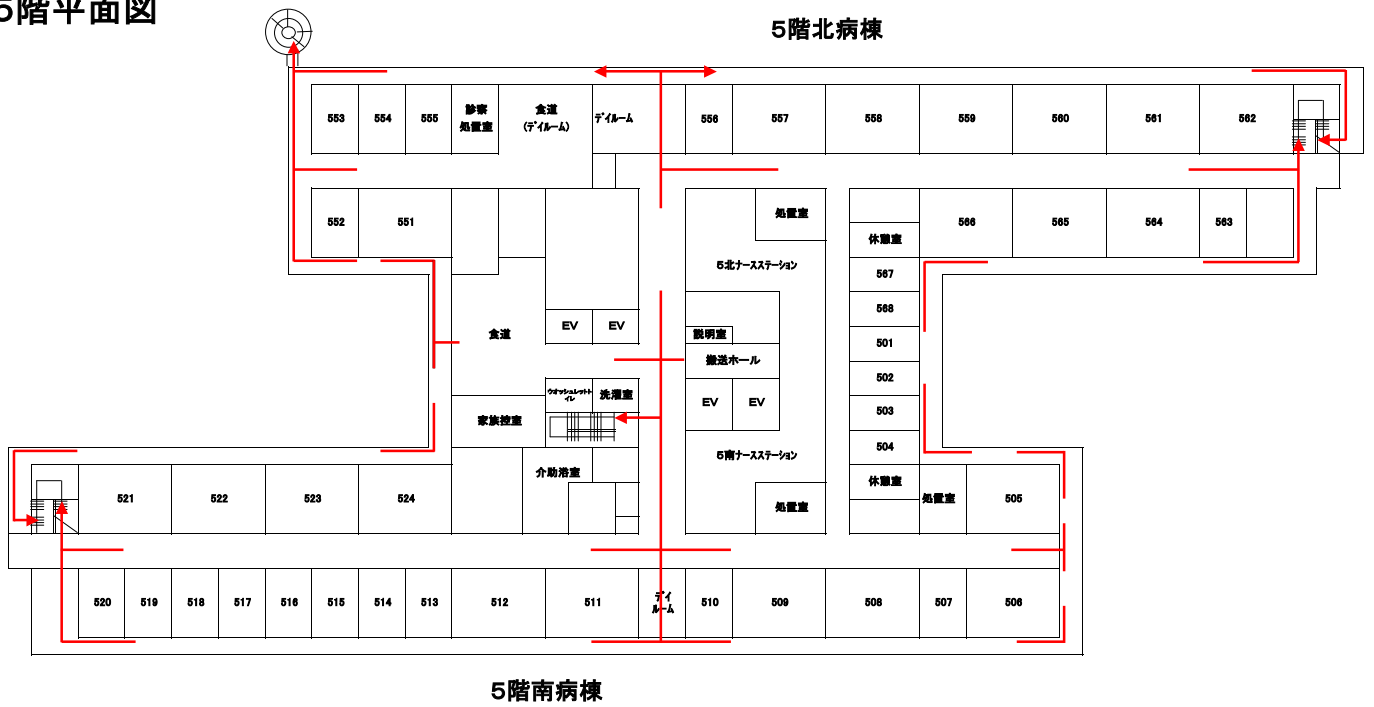 5階平面図
5階北病棟
553
554
555
診察
処置室
食道
(デイルーム)
デイルーム
556
557
558
559
560
561
562
552
551
処置室
休憩室
566
565
564
563
5北ナースステーション
567
568
501
502
503
504
休憩室
食道
EV
EV
説明室
搬送ホール
EV
EV
ウオッシュレットト
イレ
洗濯室
家族控室
介助浴室
5南ナースステーション
処置室
処置室
505
521
522
523
524
520
519
518
517
516
515
514
513
512
511
デイ
ルーム
510
509
508
507
506
5階南病棟